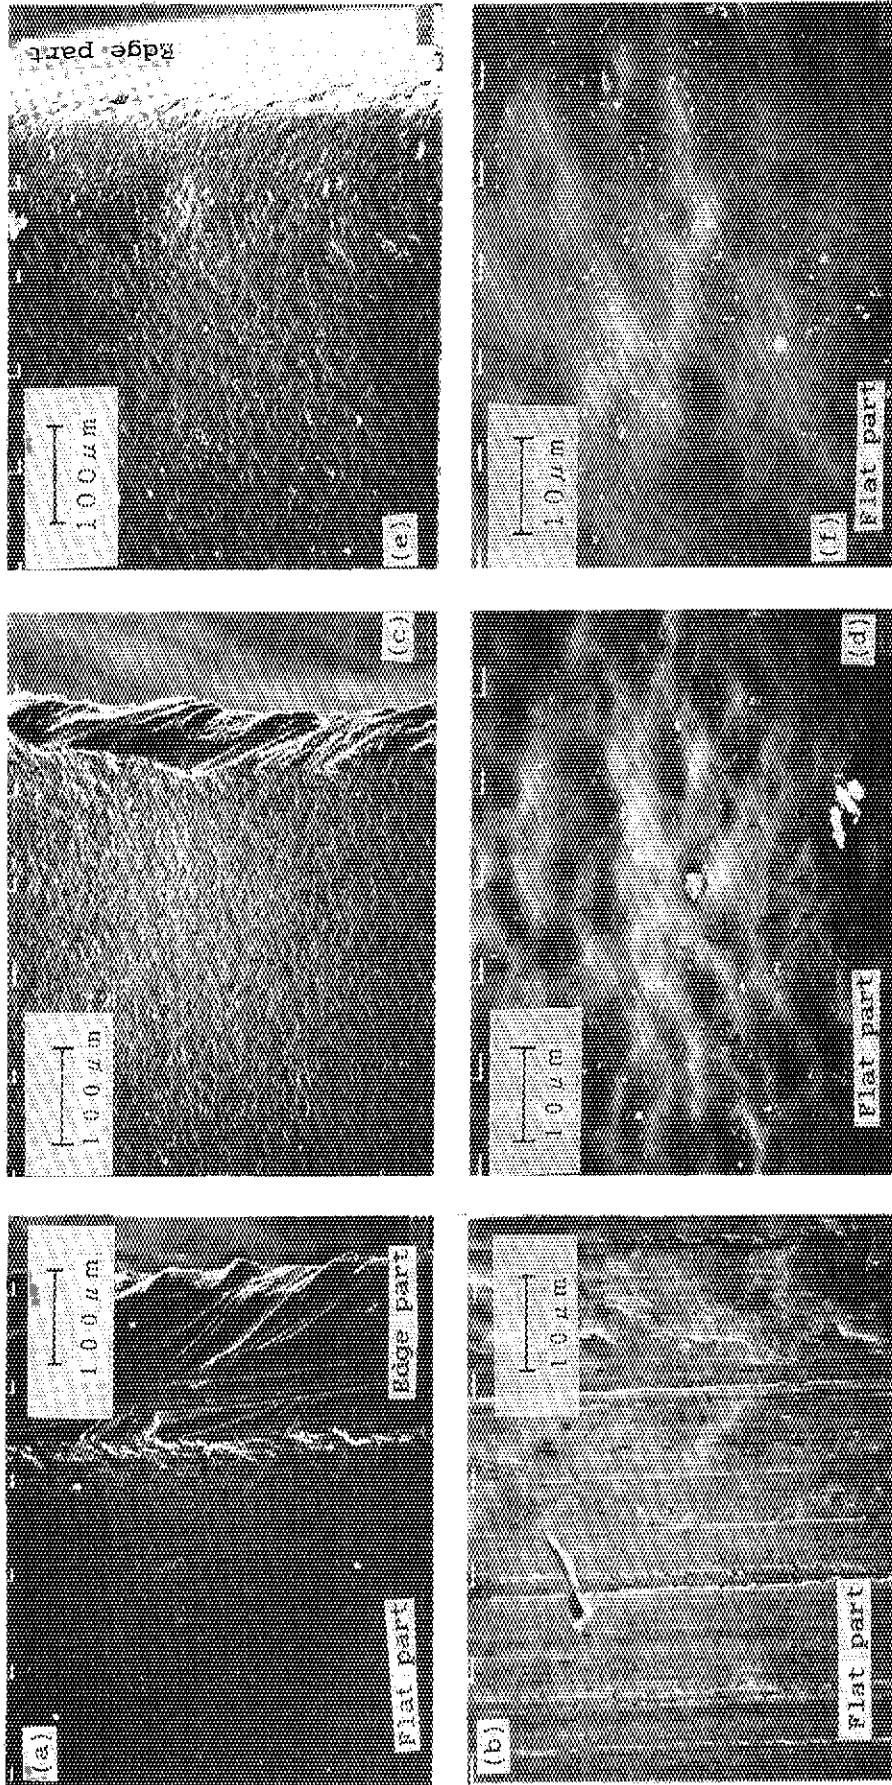 (a)
100μm
Flat part
Edge part
(b)
10μm
Flat part
(c)
100μm
(d)
10μm
Flat part
(e)
100μm
Edge part
(f)
10μm
Flat part